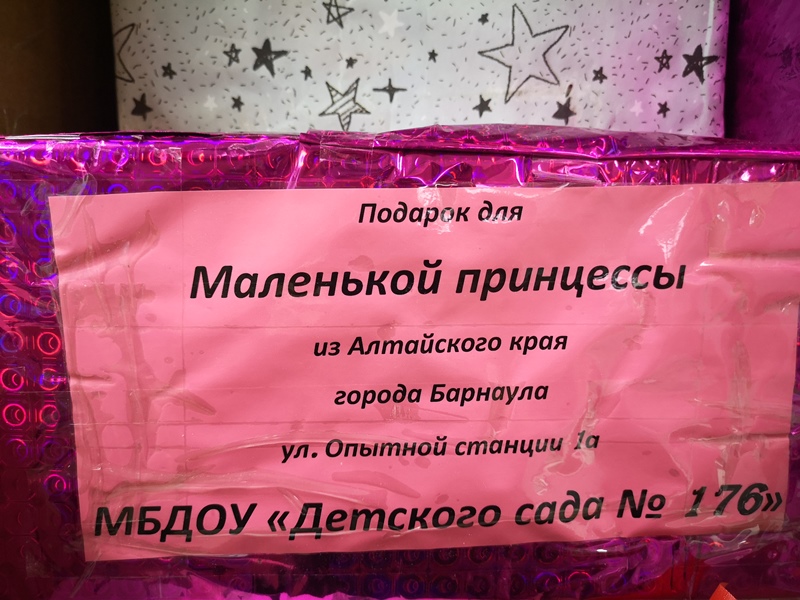 Подарок для
Маленькой принцессы
из Алтайского края
города Барнаула
ул. Опытной станции 1а
МБДОУ «Детского сада № 176»